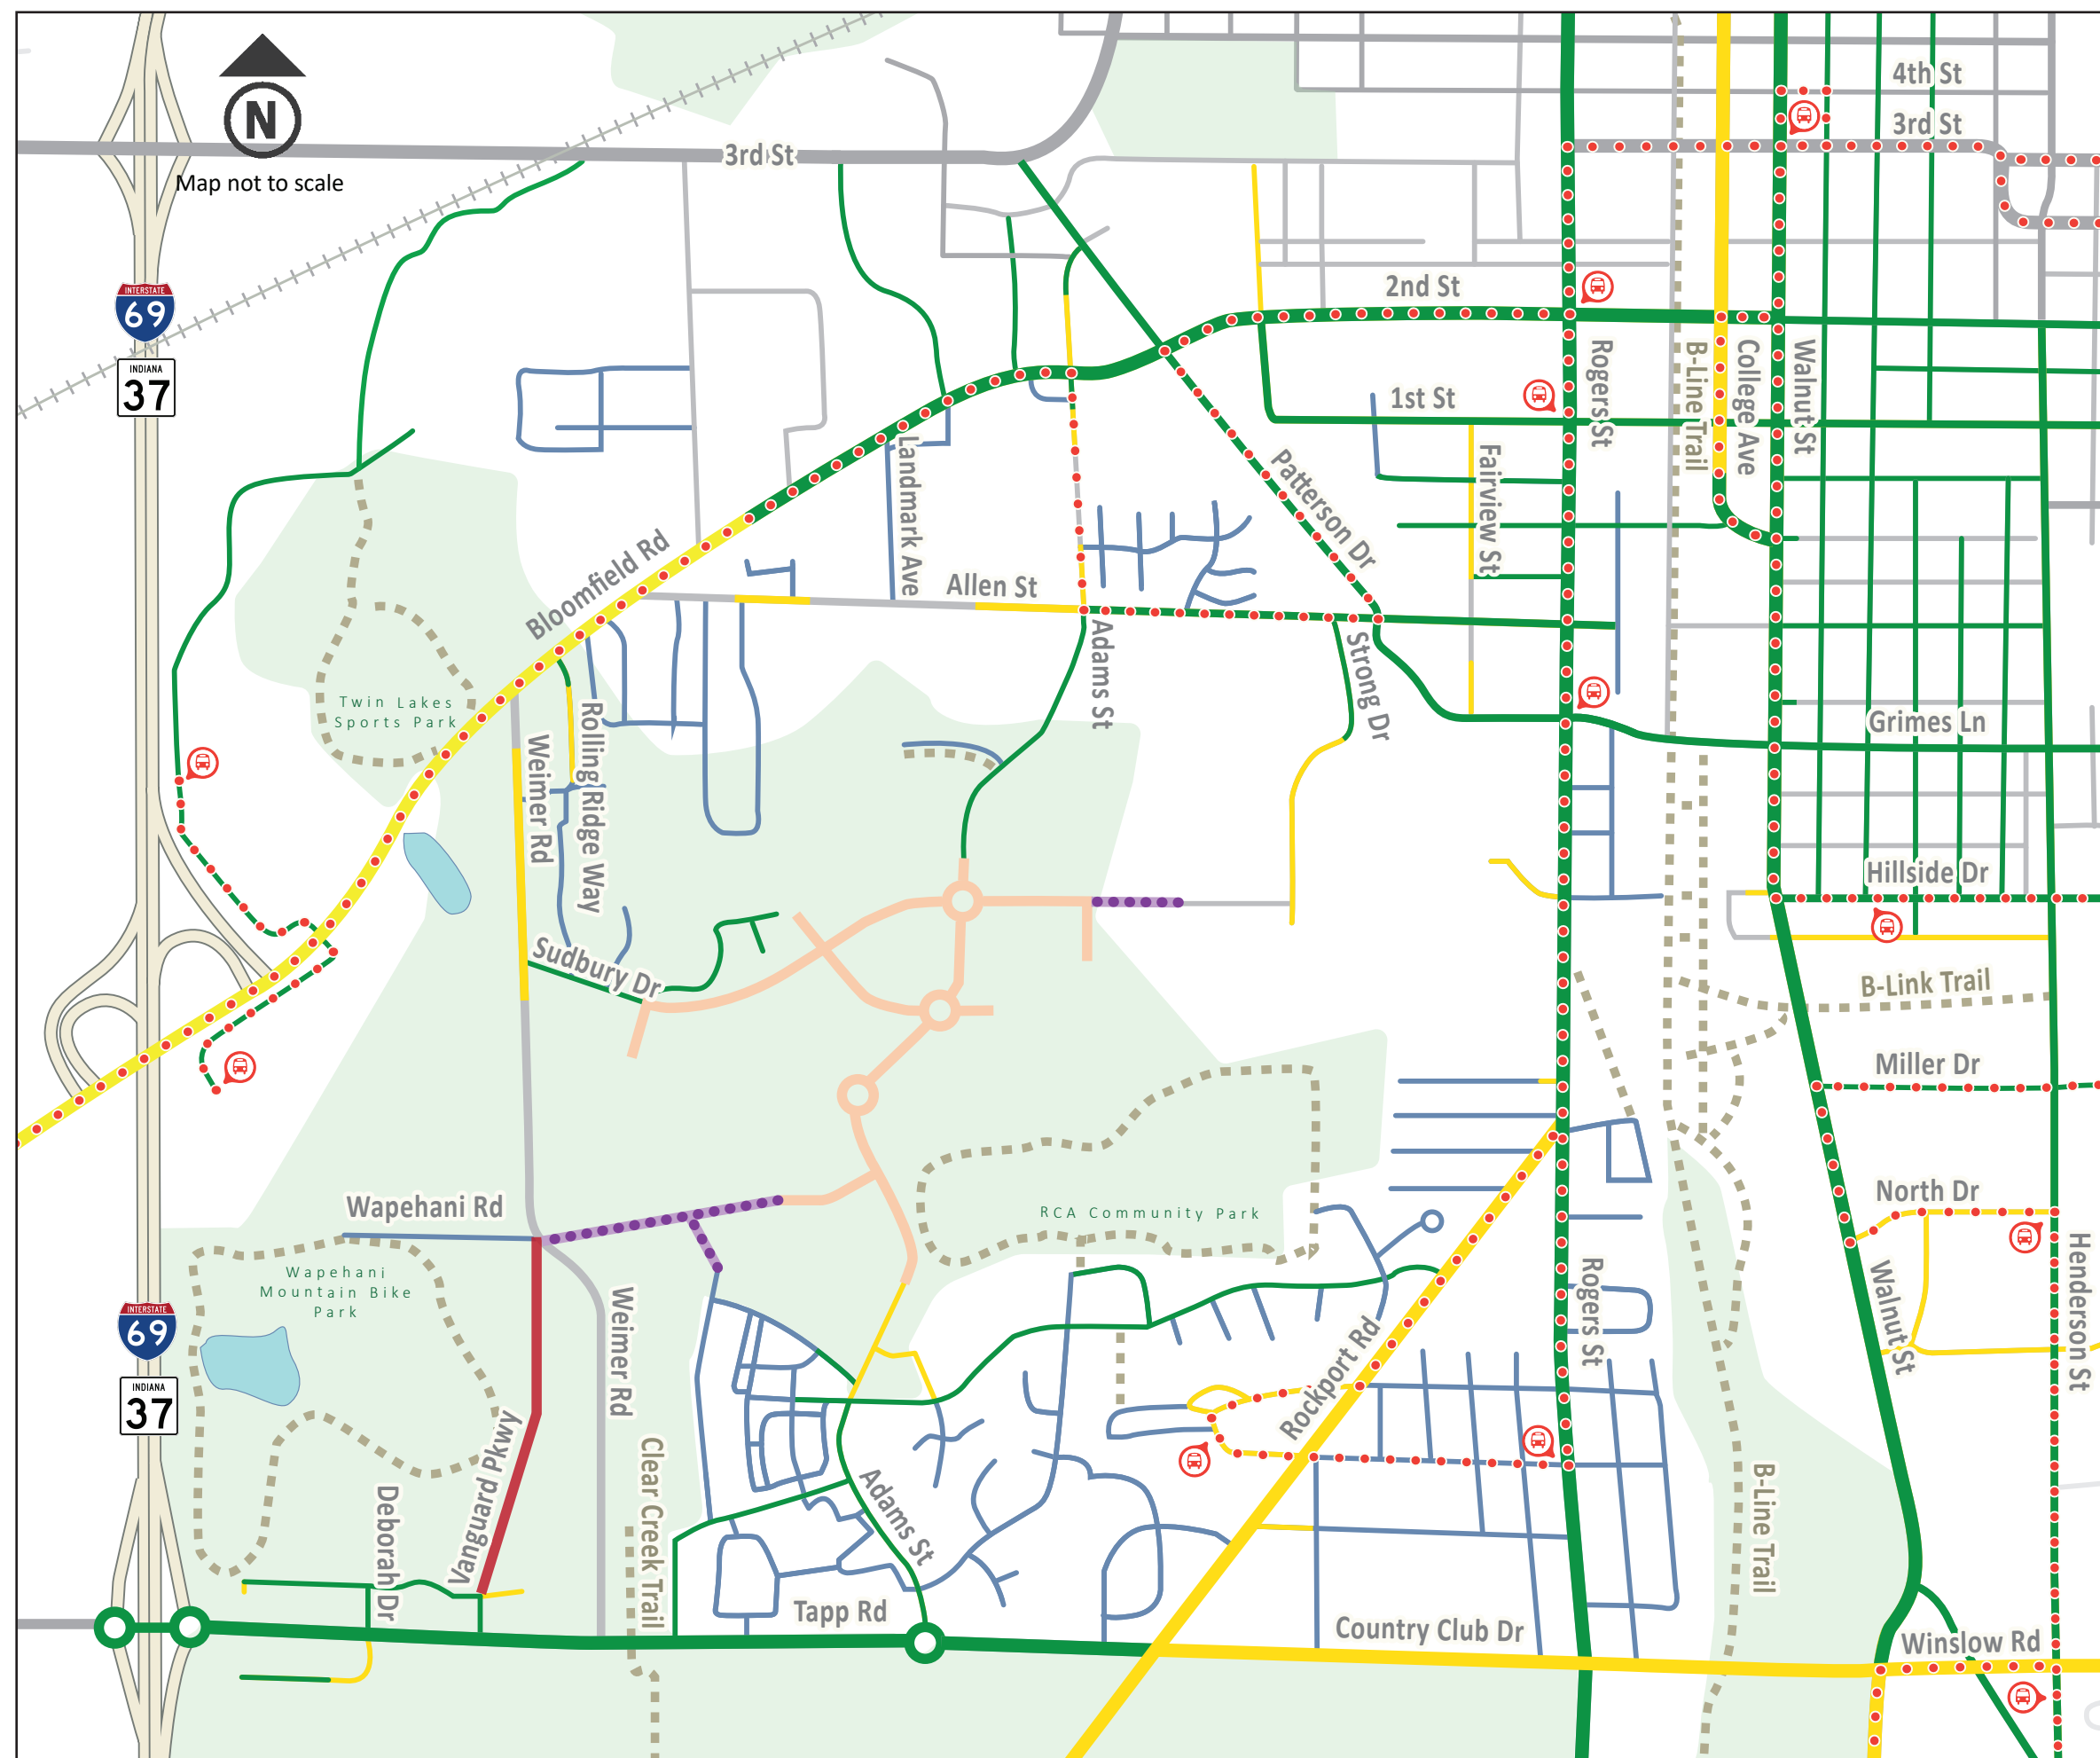 4th St
3rd St
N
3rd St
Map not to scale
INTERSTATE
69
2nd St
INDIANA
37
Rogers St
B-Line Trail
College Ave
Walnut St
1st St
Landmark Ave
Patterson Dr
Fairview St
Bloomfield Rd
Allen St
Adams St
Strong Dr
Twin Lakes
Sports Park
Rolling Ridge Way
Weimer Rd
Grimes Ln
Hillside Dr
Sudbury Dr
B-Link Trail
Miller Dr
Wapehani Rd
North Dr
RCA Community Park
Wapehani
Mountain Bike
Park
Henderson St
Walnut St
Rogers St
Weimer Rd
INTERSTATE
69
Rockport Rd
INDIANA
37
Vanguard Pkwy
Clear Creek Trail
Adams St
B-Line Trail
Deborah Dr
Tapp Rd
Country Club Dr
Winslow Rd